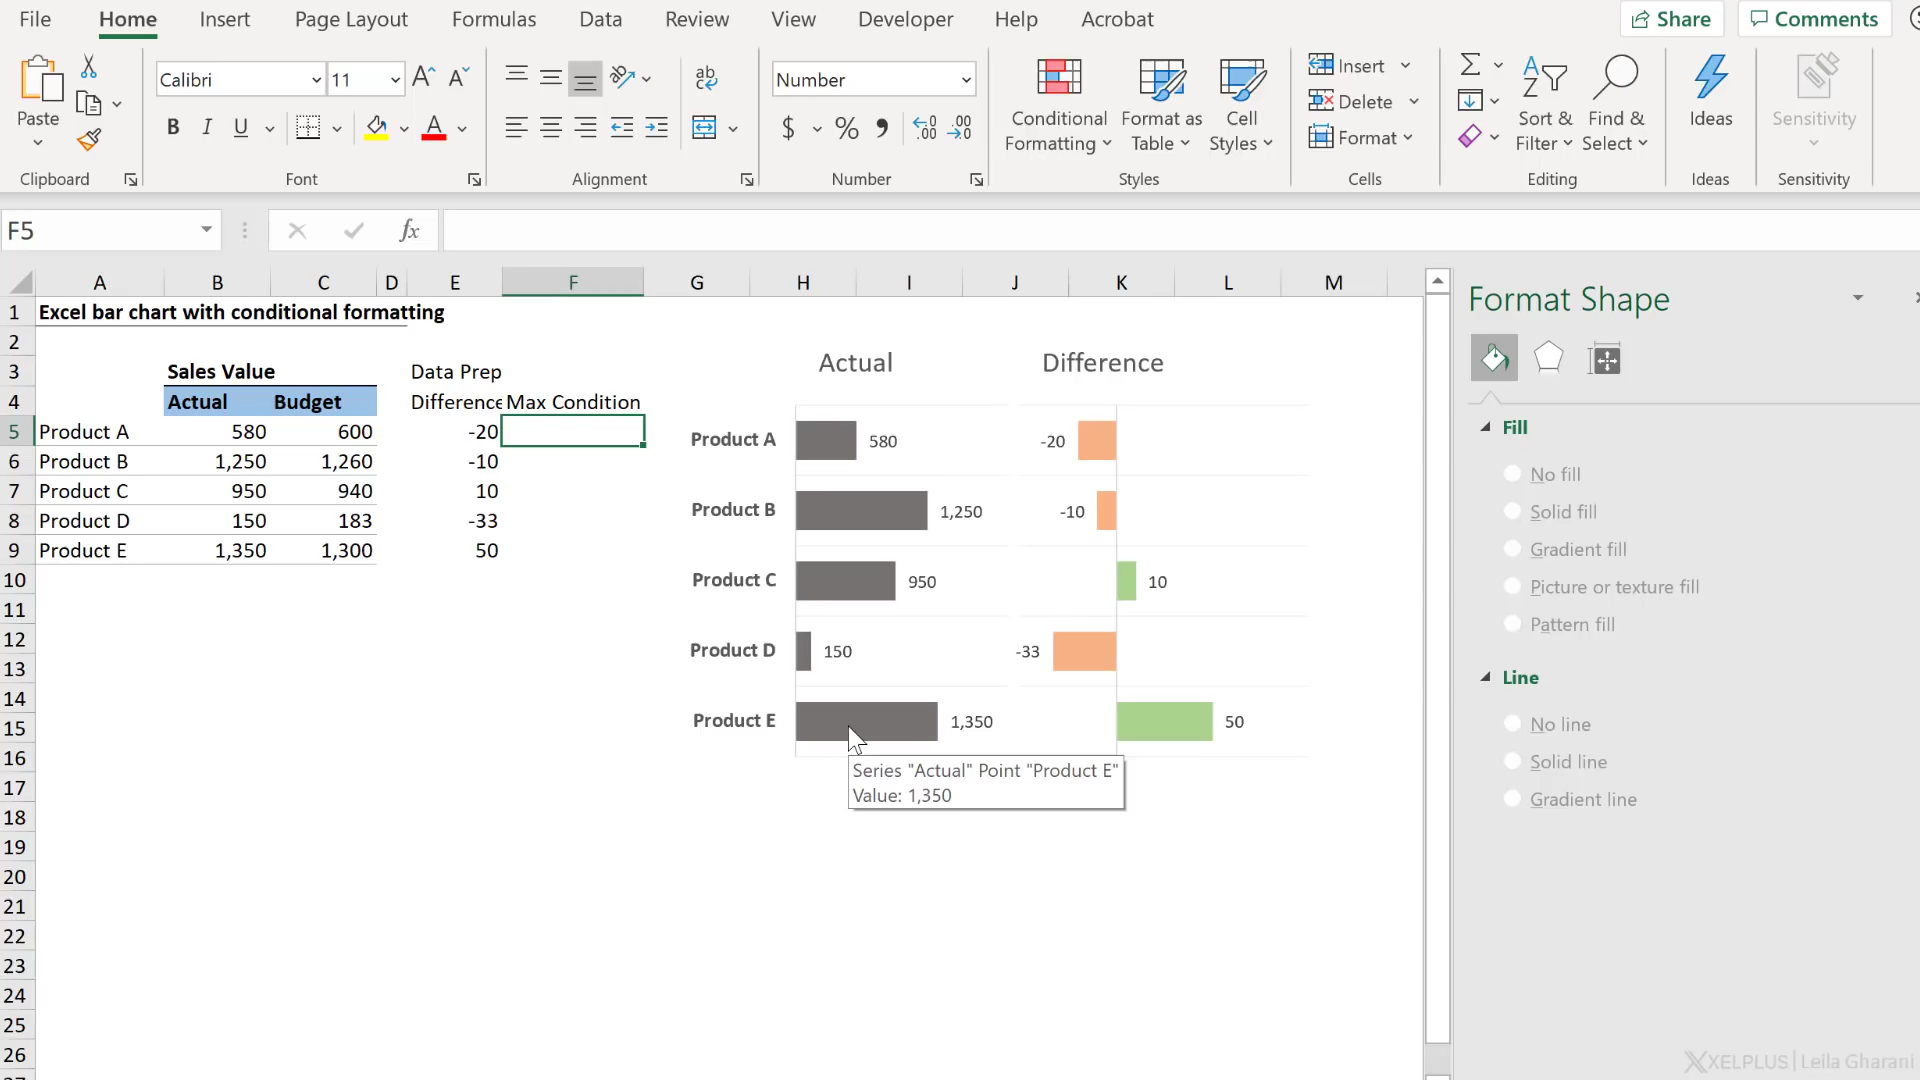 File Home Insert Page Layout Formulas Data Review View Developer Help Acrobat Share Comments
Calibri 11 Number Insert
Paste B I U $ % Conditional Formatting Format as Table Cell Styles Delete Format Sort & Filter Find & Select Ideas Sensitivity
Clipboard Font Alignment Number Styles Cells Editing Ideas Sensitivity
F5 fx
A B C D E F G H I J K L M
1 Excel bar chart with conditional formatting
2
3 Sales Value Data Prep
4 Actual Budget Difference Max Condition
5 Product A 580 600 -20
6 Product B 1,250 1,260 -10
7 Product C 950 940 10
8 Product D 150 183 -33
9 Product E 1,350 1,300 50
10
11
12
13
14
15
16
17
18
19
20
21
22
23
24
25
26
Actual Difference
Product A 580 -20
Product B 1,250 -10
Product C 950 10
Product D 150 -33
Product E 1,350 50
Series "Actual" Point "Product E"
Value: 1,350
Format Shape
Fill
No fill
Solid fill
Gradient fill
Picture or texture fill
Pattern fill
Line
No line
Solid line
Gradient line
XELPLUS | Leila Gharani